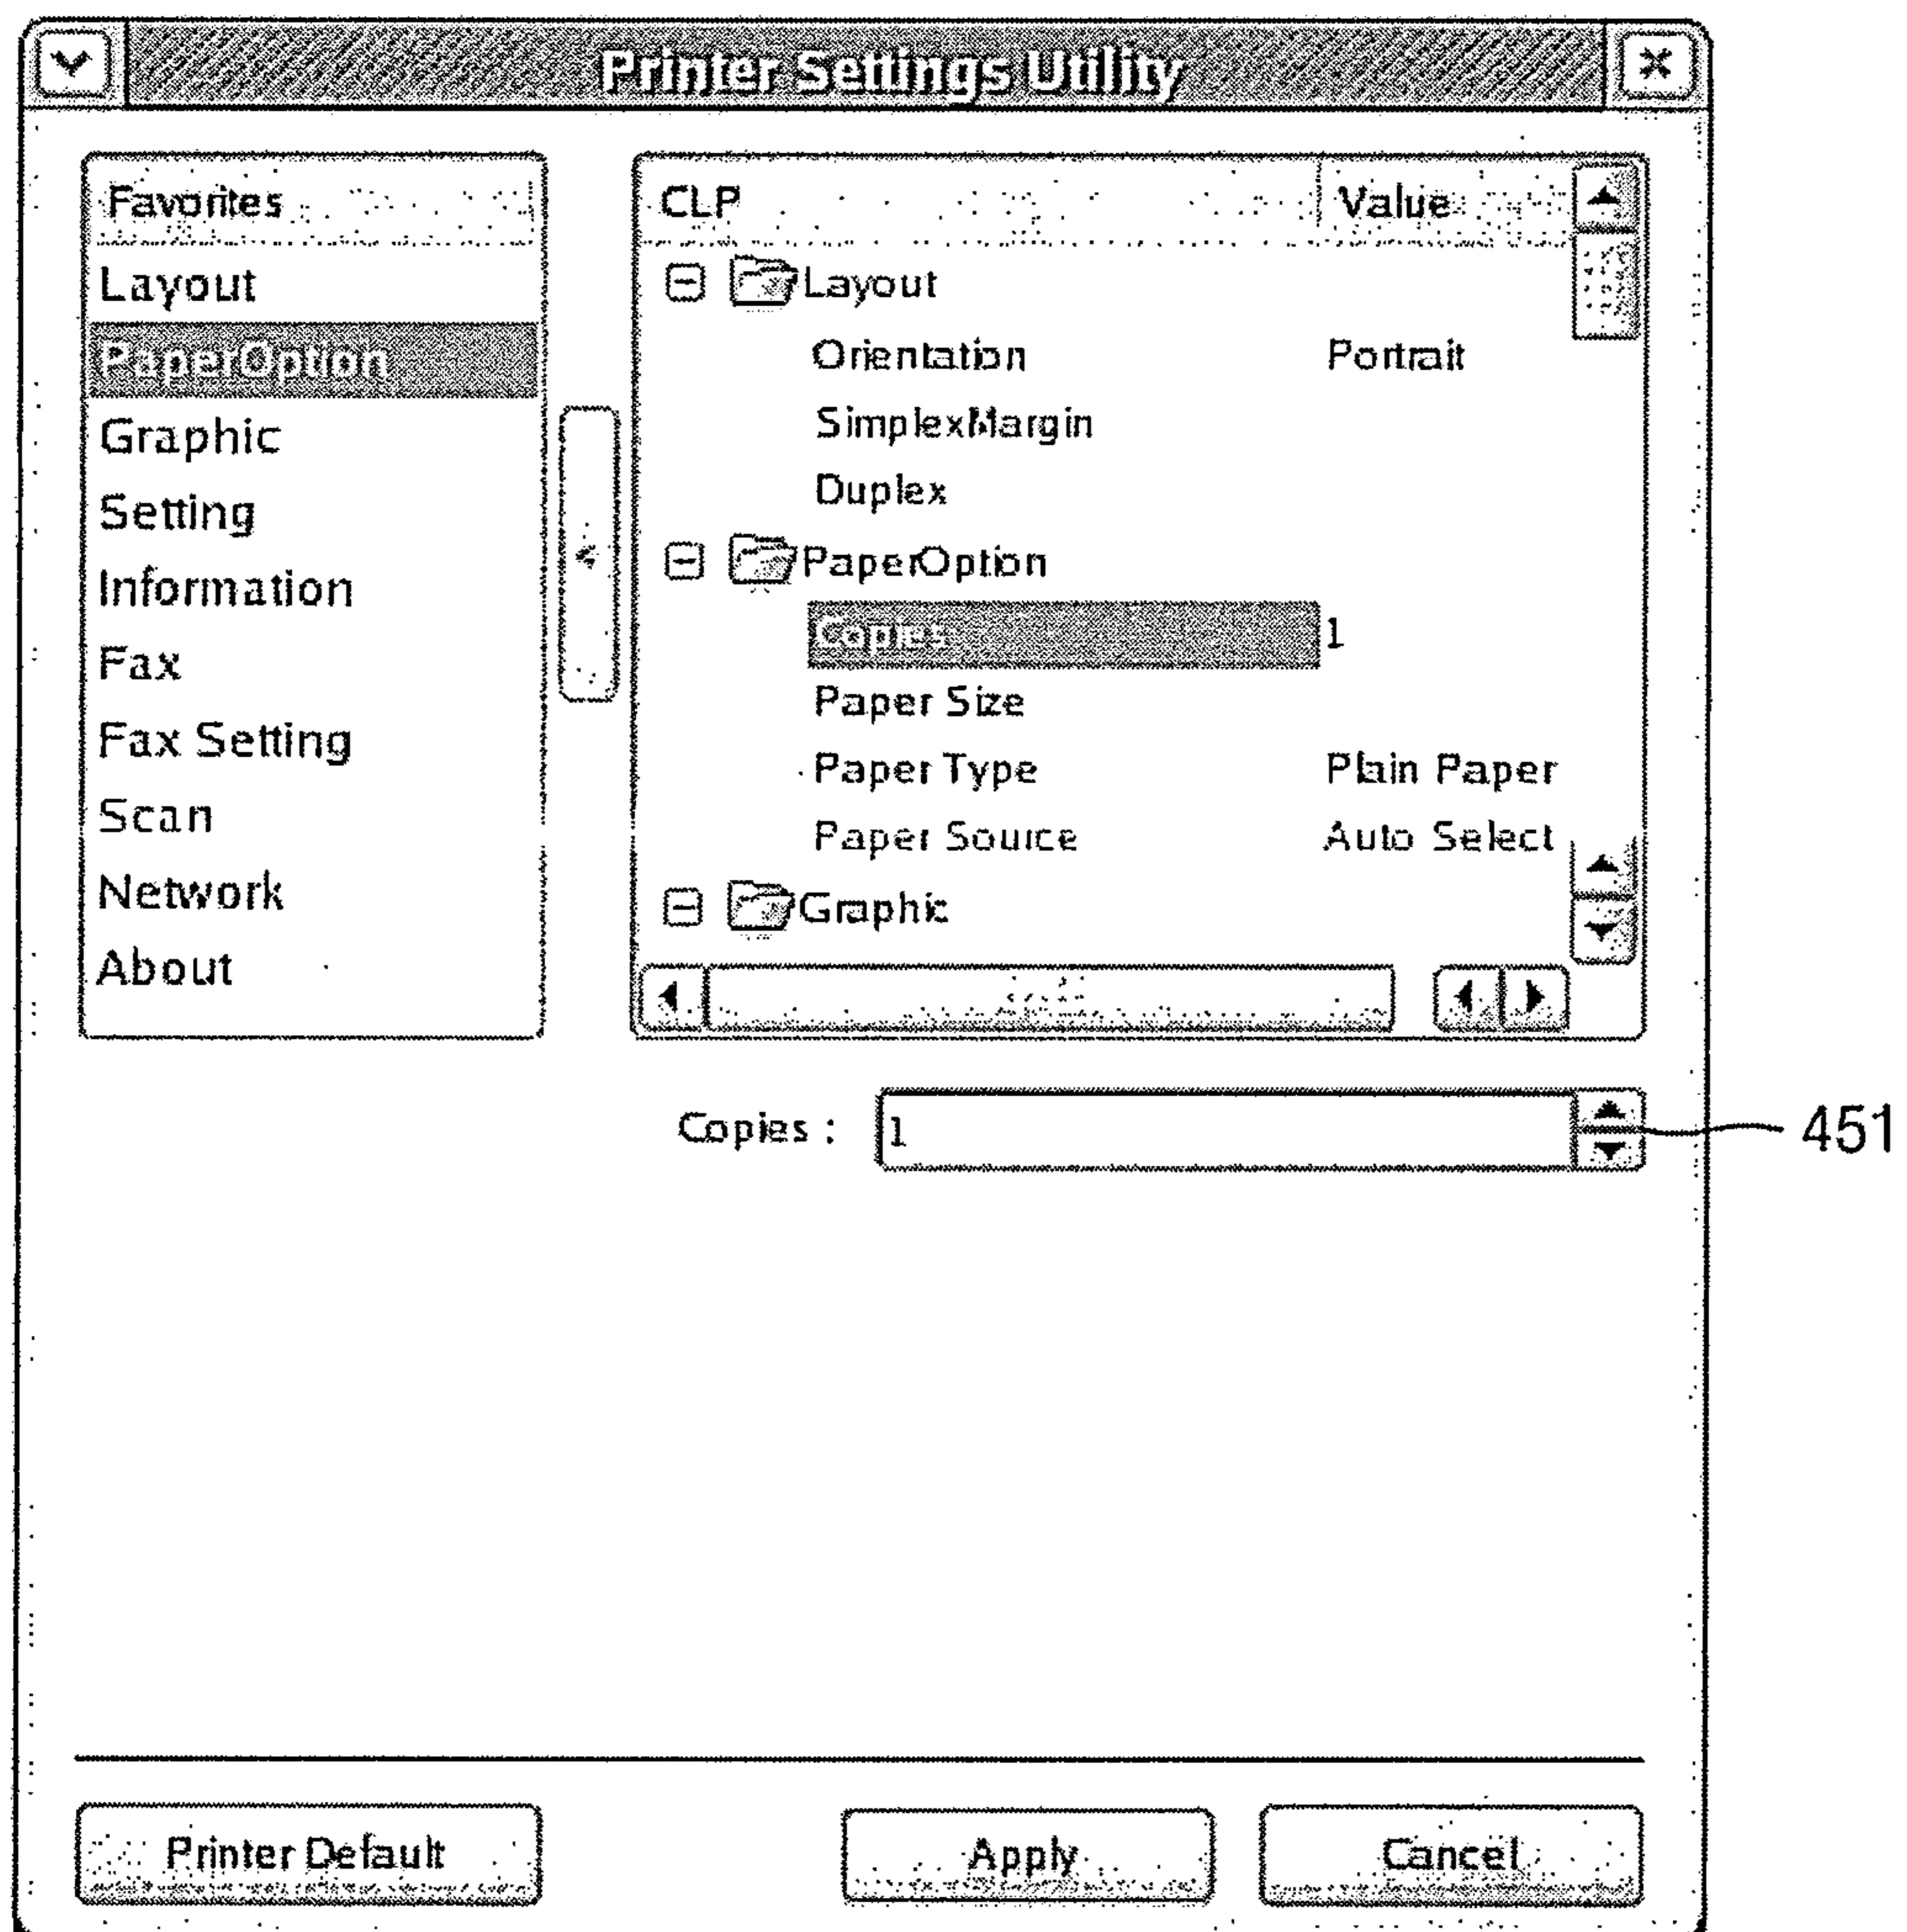 Printer Settings Utility
Favorites
Layout
PaperOption
Graphic
Setting
Information
Fax
Fax Setting
Scan
Network
About
CLP Value
Layout
Orientation Portrait
SimplexMargin
Duplex
PaperOption
Copies 1
Paper Size
Paper Type Plain Paper
Paper Source Auto Select
Graphic
Copies : 1
451
Printer Default Apply Cancel